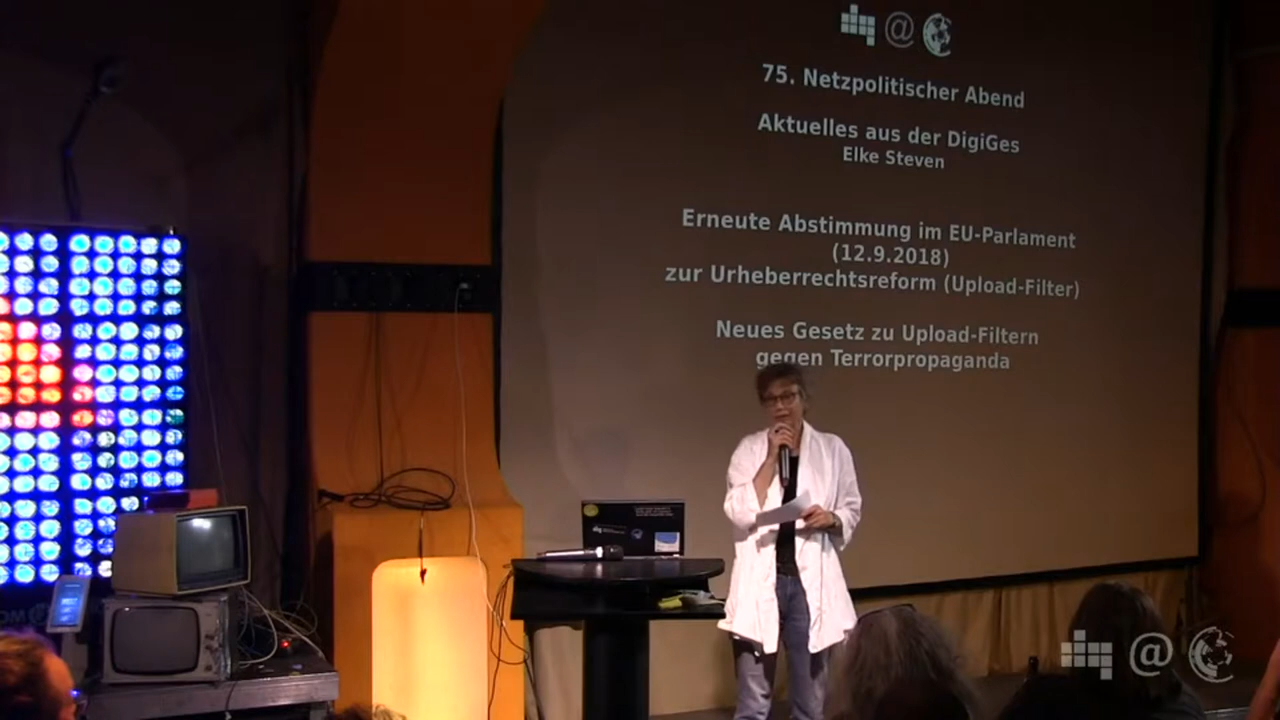 @
75. Netzpolitischer Abend
Aktuelles aus der DigiGes
Elke Steven
Erneute Abstimmung im EU-Parlament
(12.9.2018)
zur Urheberrechtsreform (Upload-Filter)
Neues Gesetz zu Upload-Filtern
gegen Terrorpropaganda
@